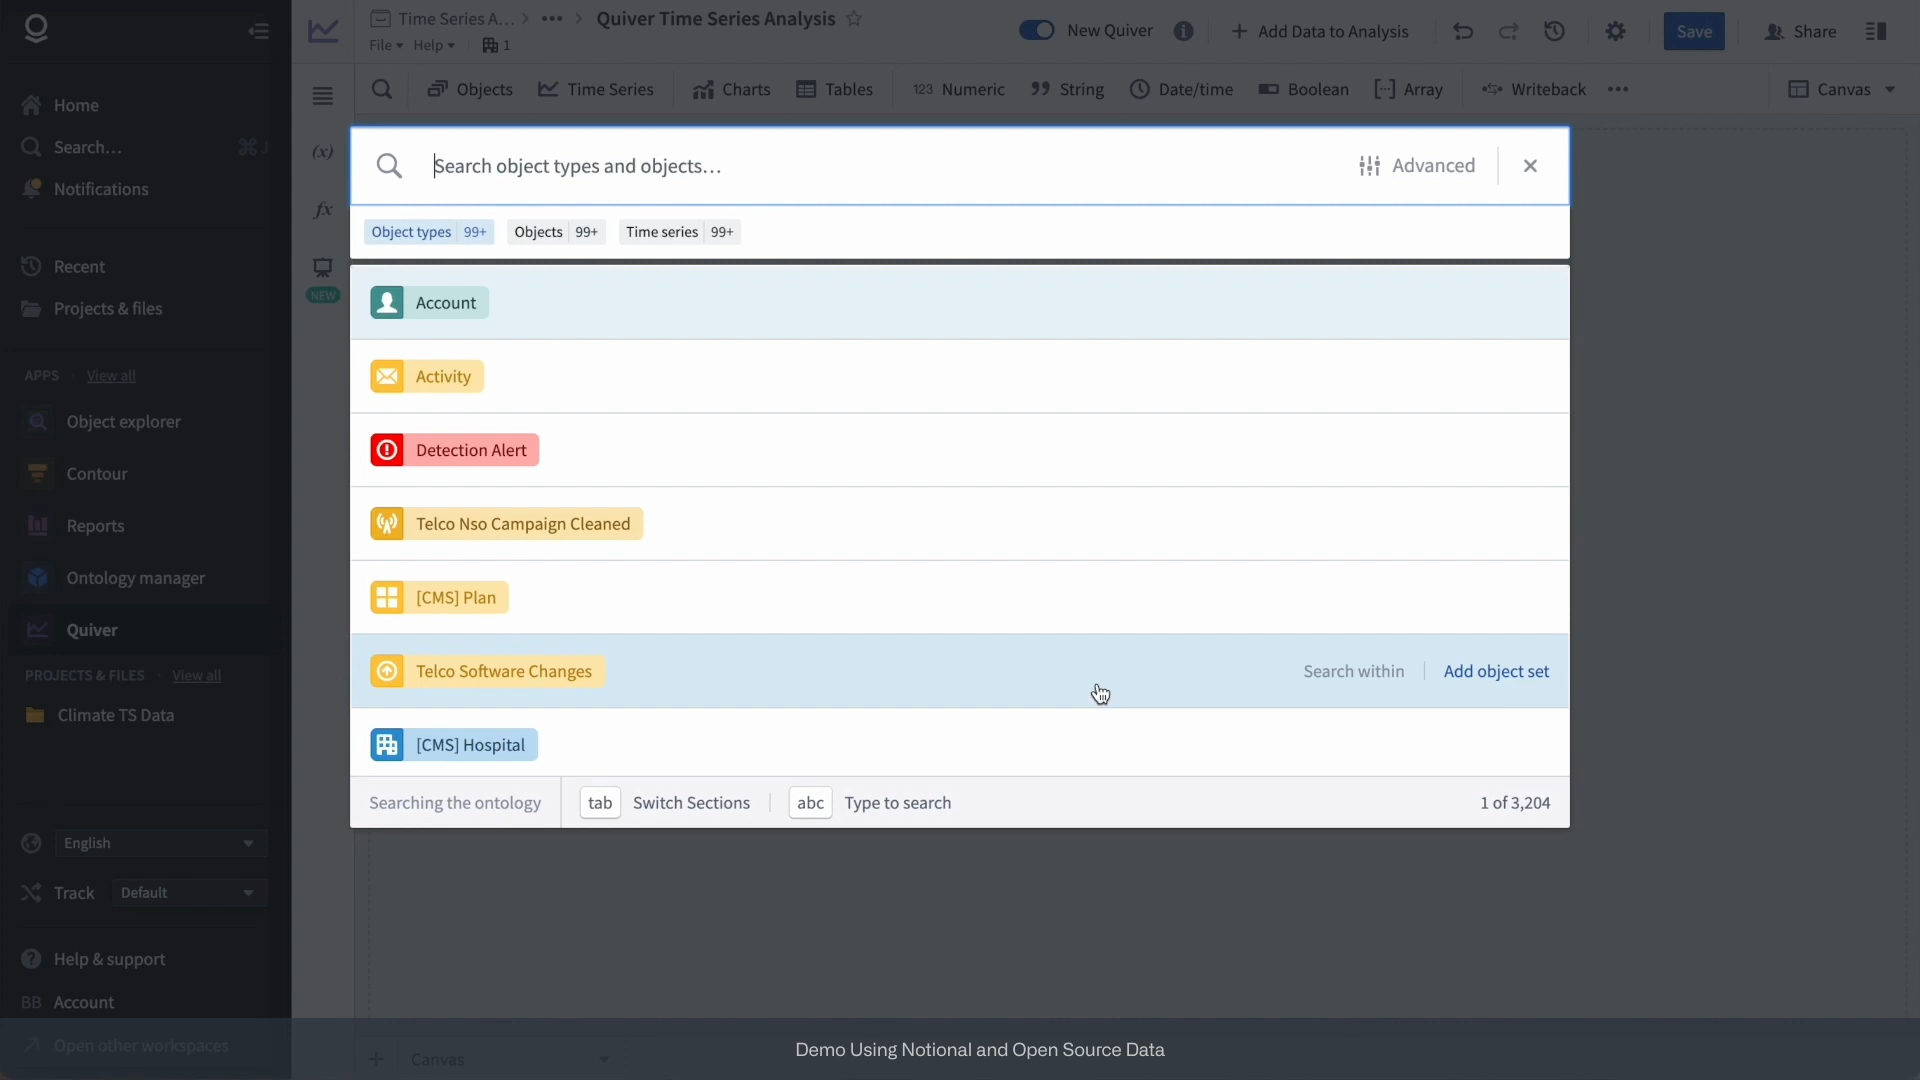 Home
Search…
⌘J
Notifications
Recent
Projects & files
APPS · View all
Object explorer
Contour
Reports
Ontology manager
Quiver
PROJECTS & FILES · View all
Climate TS Data
English
Track Default
Help & support
BB Account
Open other workspaces
Time Series A... > ••• > Quiver Time Series Analysis
File Help 1
New Quiver
+ Add Data to Analysis
Save
Share
Objects Time Series Charts Tables 123 Numeric String Date/time Boolean Array Writeback ••• Canvas
(x)
fx
NEW
Search object types and objects…
Advanced
Object types 99+ Objects 99+ Time series 99+
Account
Activity
Detection Alert
Telco Nso Campaign Cleaned
[CMS] Plan
Telco Software Changes
Search within Add object set
[CMS] Hospital
Searching the ontology tab Switch Sections abc Type to search 1 of 3,204
+ Canvas
Demo Using Notional and Open Source Data